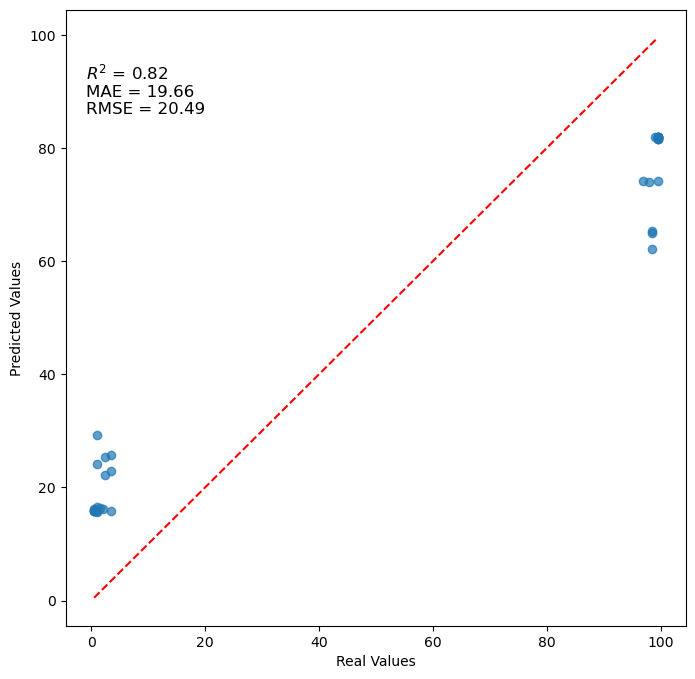 100
80
60
40
20
0
R² = 0.82
MAE = 19.66
RMSE = 20.49
Predicted Values
0 20 40 60 80 100
Real Values